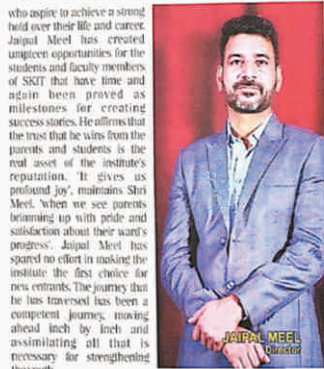 who aspire to achieve a strong
hold over their life and career.
Jaipal Meel has created
umpteen opportunities for the
students and faculty members
of SKIT that have time and
again been proved as
milestones for creating
success stories. He affirms that
the trust that he wins from the
parents and students is the
real asset of the institute's
reputation. 'It gives us
profound joy', maintains Shri
Meel. 'when we see parents
brimming up with pride and
satisfaction about their ward's
progress'. Jaipal Meel has
spared no effort in making the
institute the first choice for
new entrants. The journey that
he has traversed has been a
competent journey, moving
ahead inch by inch and
assimilating all that is
necessary for strengthening
JAIPAL MEEL
Director